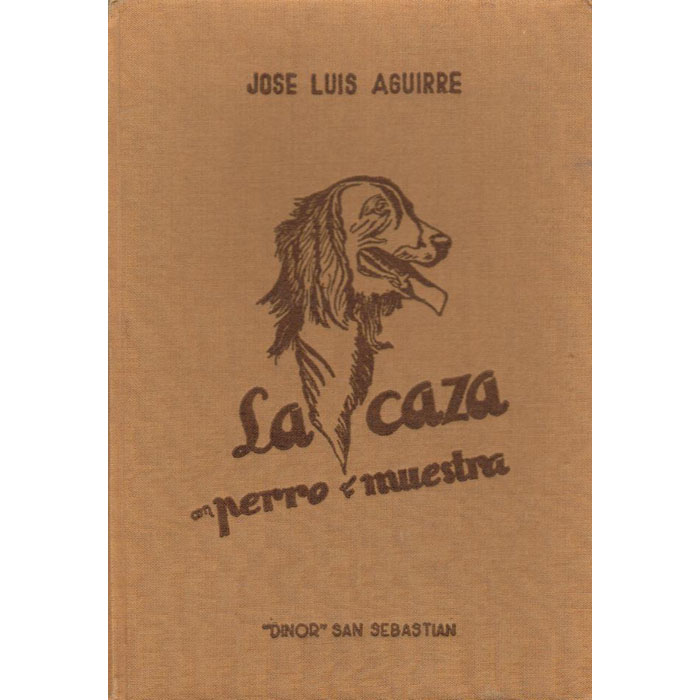 JOSE LUIS AGUIRRE
La caza
con perro de muestra
"DINOR" SAN SEBASTIAN